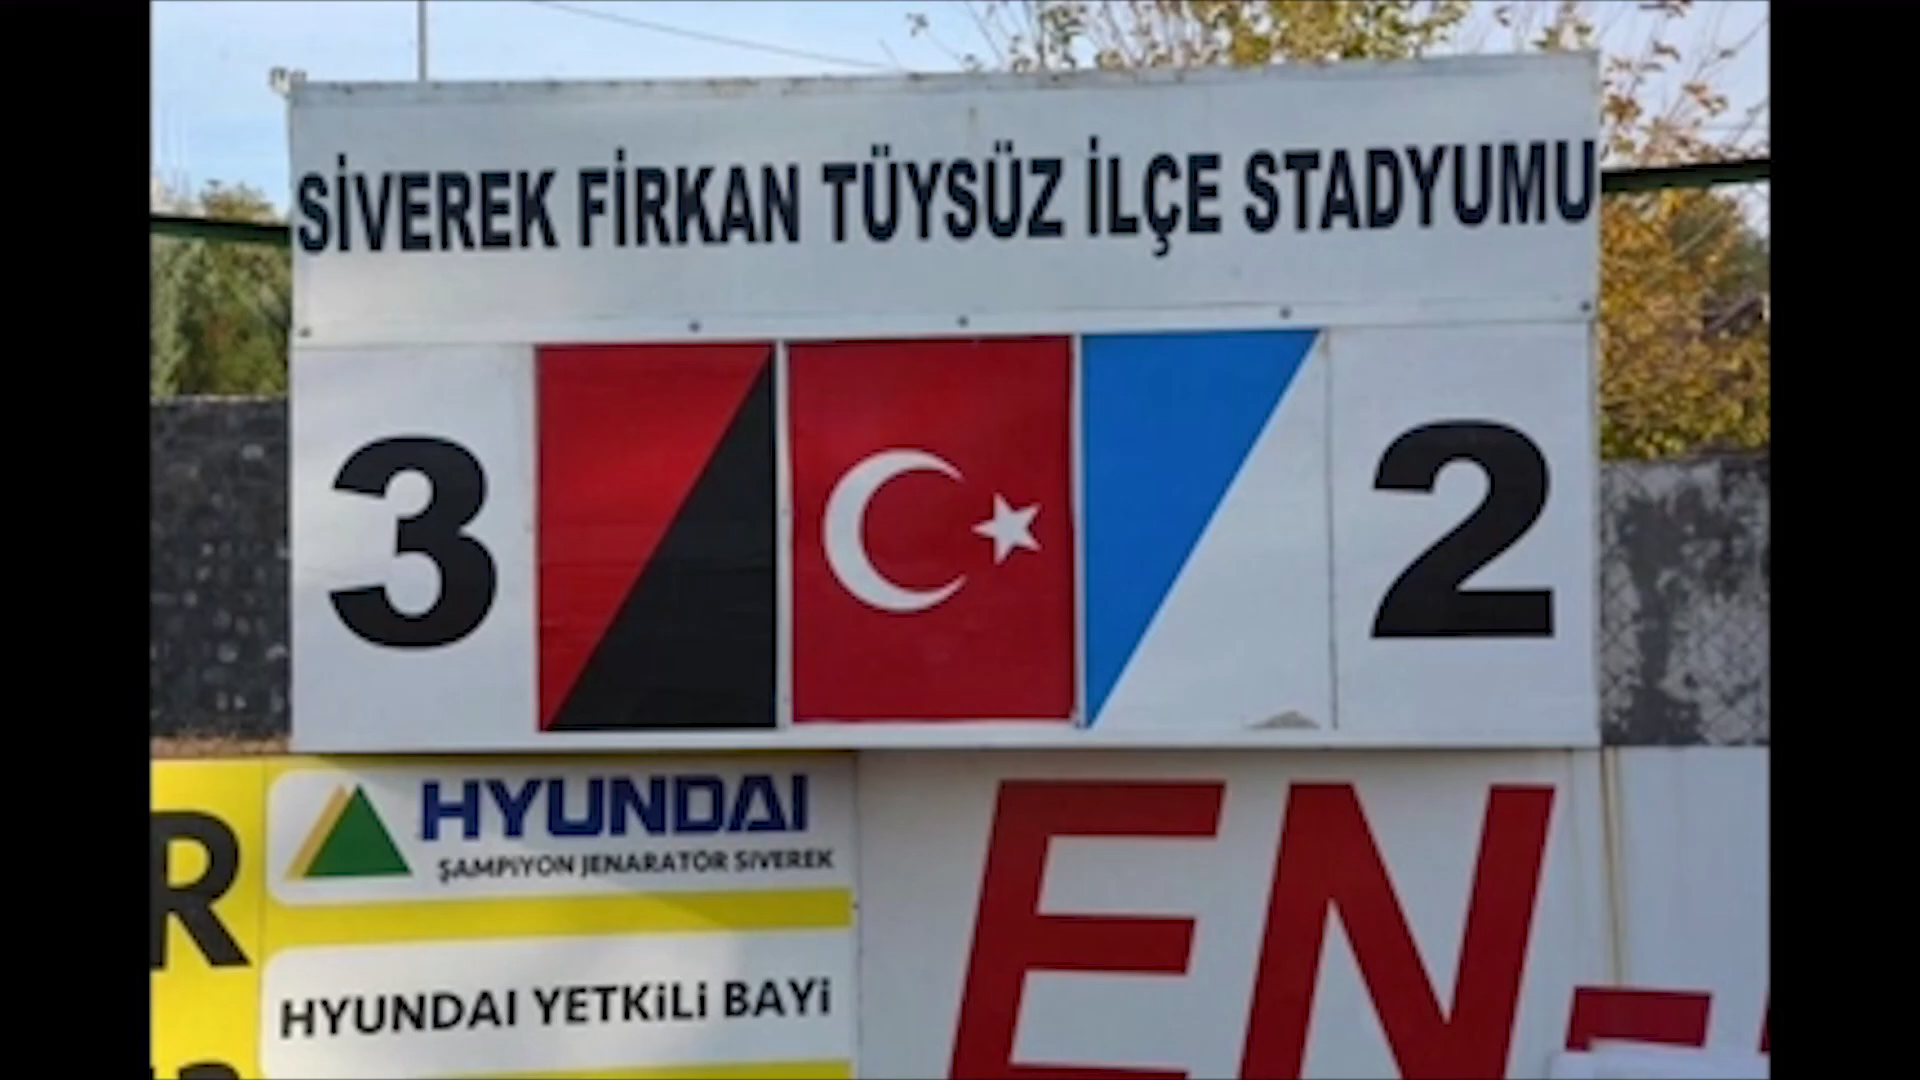 SİVEREK FİRKAN TÜYSÜZ İLÇE STADYUMU
3 2
HYUNDAI
ŞAMPİYON JENARATÖR SİVEREK
HYUNDAI YETKİLİ BAYİ
R
EN-